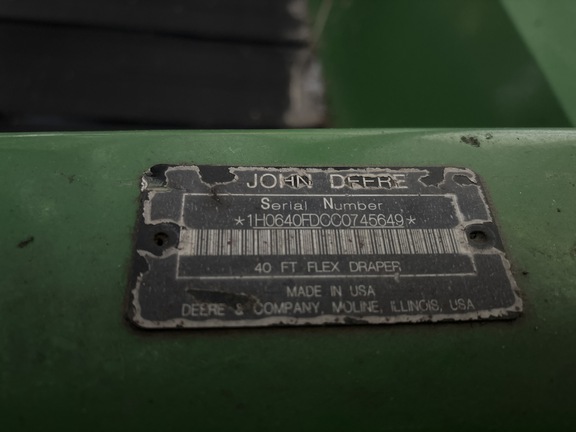 JOHN DEERE
Serial Number
*1H0640FDCC0745649*
40 FT FLEX DRAPER
MADE IN USA
DEERE & COMPANY, MOLINE, ILLINOIS, USA